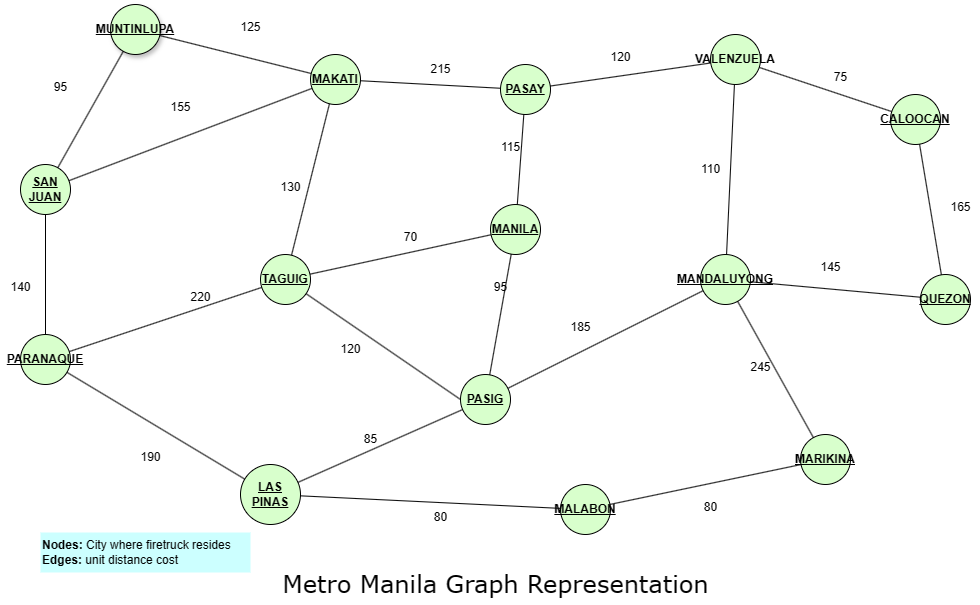 MUNTINLUPA
125
MAKATI
215
PASAY
120
VALENZUELA
75
CALOOCAN
95
155
115
110
165
SAN
JUAN
130
MANILA
70
140
TAGUIG
95
MANDALUYONG
145
QUEZON
220
PARANAQUE
120
185
245
PASIG
190
85
LAS
PINAS
80
MALABON
80
MARIKINA
Nodes: City where firetruck resides
Edges: unit distance cost
Metro Manila Graph Representation